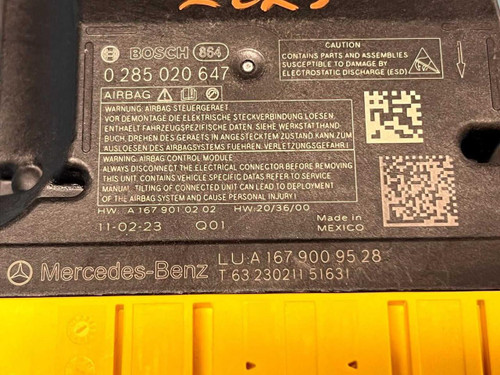 2023
BOSCH 864
0 285 020 647
AIRBAG
CAUTION
CONTAINS PARTS AND ASSEMBLIES
SUSCEPTIBLE TO DAMAGE BY
ELECTROSTATIC DISCHARGE (ESD)
WARNUNG: AIRBAG STEUERGERAET
VOR DEMONTAGE DIE ELEKTRISCHE STECKVERBINDUNG LOESEN.
ENTHAELT FAHRZEUGSPEZIFISCHE DATEN, SIEHE WERKSTATTHAND-
BUCH, DREHEN DES GERAETS IN ANGESTECKTEM ZUSTAND KANN ZUM
AUSLOESEN DES AIRBAGSYSTEMS FUEHREN, VERLETZUNGSGEFAHR!
WARNING: AIRBAG CONTROL MODULE
ALWAYS DISCONNECT THE ELECTRICAL CONNECTOR BEFORE REMOVING
THIS UNIT. CONTAINS VEHICLE SPECIFIC DATA, REFER TO SERVICE
MANUAL. TILTING OF CONNECTED UNIT CAN LEAD TO DEPLOYMENT
OF THE AIRBAG SYSTEM AND CAUSE PERSONAL INJURY!
HW: A 167 901 02 02 HW:20/36/00
11-02-23 Q01
Made in
MEXICO
Mercedes-Benz
LU:A 167 900 95 28
T 63 230211 51631